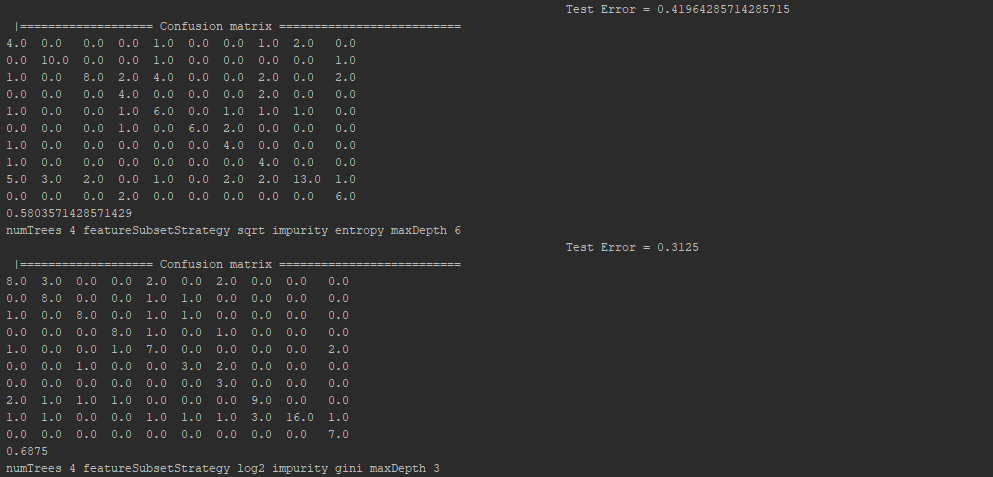 Test Error = 0.41964285714285715
|=================== Confusion matrix ==========================
4.0 0.0 0.0 0.0 1.0 0.0 0.0 1.0 2.0 0.0
0.0 10.0 0.0 0.0 1.0 0.0 0.0 0.0 0.0 1.0
1.0 0.0 8.0 2.0 4.0 0.0 0.0 2.0 0.0 2.0
0.0 0.0 0.0 4.0 0.0 0.0 0.0 2.0 0.0 0.0
1.0 0.0 0.0 1.0 6.0 0.0 1.0 1.0 1.0 0.0
0.0 0.0 0.0 1.0 0.0 6.0 2.0 0.0 0.0 0.0
1.0 0.0 0.0 0.0 0.0 0.0 4.0 0.0 0.0 0.0
1.0 0.0 0.0 0.0 0.0 0.0 0.0 4.0 0.0 0.0
5.0 3.0 2.0 0.0 1.0 0.0 2.0 2.0 13.0 1.0
0.0 0.0 0.0 2.0 0.0 0.0 0.0 0.0 0.0 6.0
0.5803571428571429
numTrees 4 featureSubsetStrategy sqrt impurity entropy maxDepth 6
Test Error = 0.3125
|=================== Confusion matrix ==========================
8.0 3.0 0.0 0.0 2.0 0.0 2.0 0.0 0.0 0.0
0.0 8.0 0.0 0.0 1.0 1.0 0.0 0.0 0.0 0.0
1.0 0.0 8.0 0.0 1.0 1.0 0.0 0.0 0.0 0.0
0.0 0.0 0.0 8.0 1.0 0.0 1.0 0.0 0.0 0.0
1.0 0.0 0.0 1.0 7.0 0.0 0.0 0.0 0.0 2.0
0.0 0.0 1.0 0.0 0.0 3.0 2.0 0.0 0.0 0.0
0.0 0.0 0.0 0.0 0.0 0.0 3.0 0.0 0.0 0.0
2.0 1.0 1.0 1.0 0.0 0.0 0.0 9.0 0.0 0.0
1.0 1.0 0.0 0.0 1.0 1.0 1.0 3.0 16.0 1.0
0.0 0.0 0.0 0.0 0.0 0.0 0.0 0.0 0.0 7.0
0.6875
numTrees 4 featureSubsetStrategy log2 impurity gini maxDepth 3